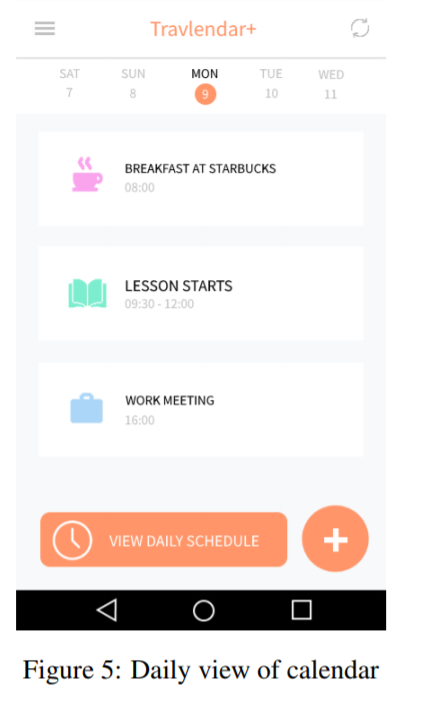 Travlendar+
SAT SUN MON TUE WED
7 8 9 10 11
BREAKFAST AT STARBUCKS
08:00
LESSON STARTS
09:30 - 12:00
WORK MEETING
16:00
VIEW DAILY SCHEDULE +
Figure 5: Daily view of calendar